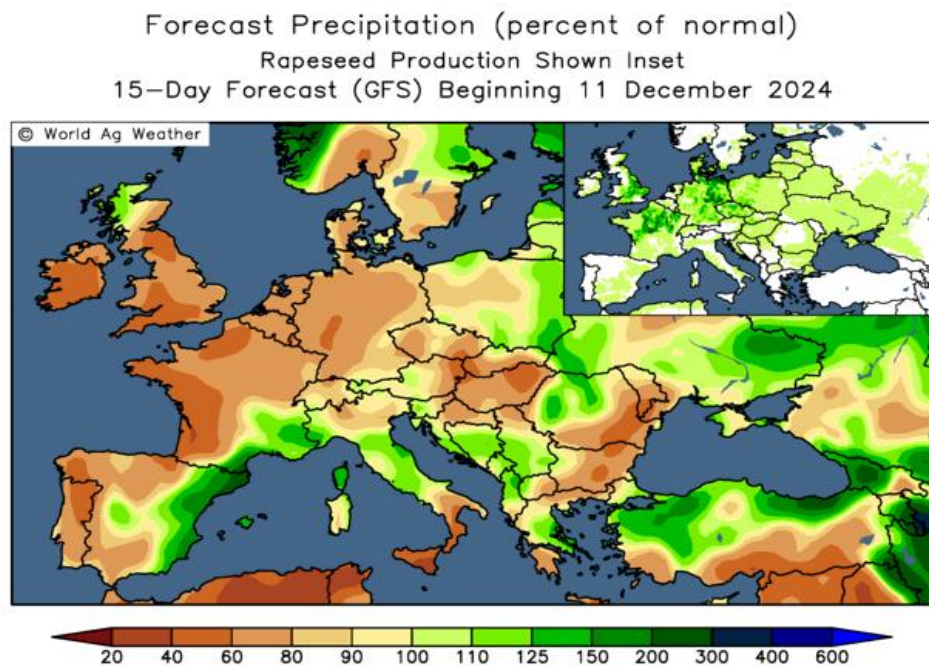 Forecast Precipitation (percent of normal)
Rapeseed Production Shown Inset
15-Day Forecast (GFS) Beginning 11 December 2024
© World Ag Weather
20 40 60 80 90 100 110 125 150 200 300 400 600